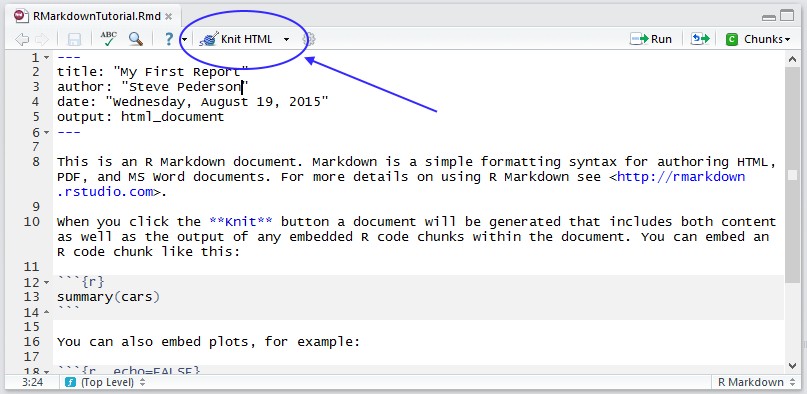 RMarkdownTutorial.Rmd ×
ABC ? Knit HTML Run C Chunks
1 ---
2 title: "My First Report"
3 author: "Steve Pederson"
4 date: "Wednesday, August 19, 2015"
5 output: html_document
6 ---
7
8 This is an R Markdown document. Markdown is a simple formatting syntax for authoring HTML,
PDF, and MS Word documents. For more details on using R Markdown see <http://rmarkdown
.rstudio.com>.
9
10 When you click the **Knit** button a document will be generated that includes both content
as well as the output of any embedded R code chunks within the document. You can embed an
R code chunk like this:
11
12 ```{r}
13 summary(cars)
14 ```
15
16 You can also embed plots, for example:
17
18 ```{r, echo=FALSE}
3:24 (Top Level) R Markdown